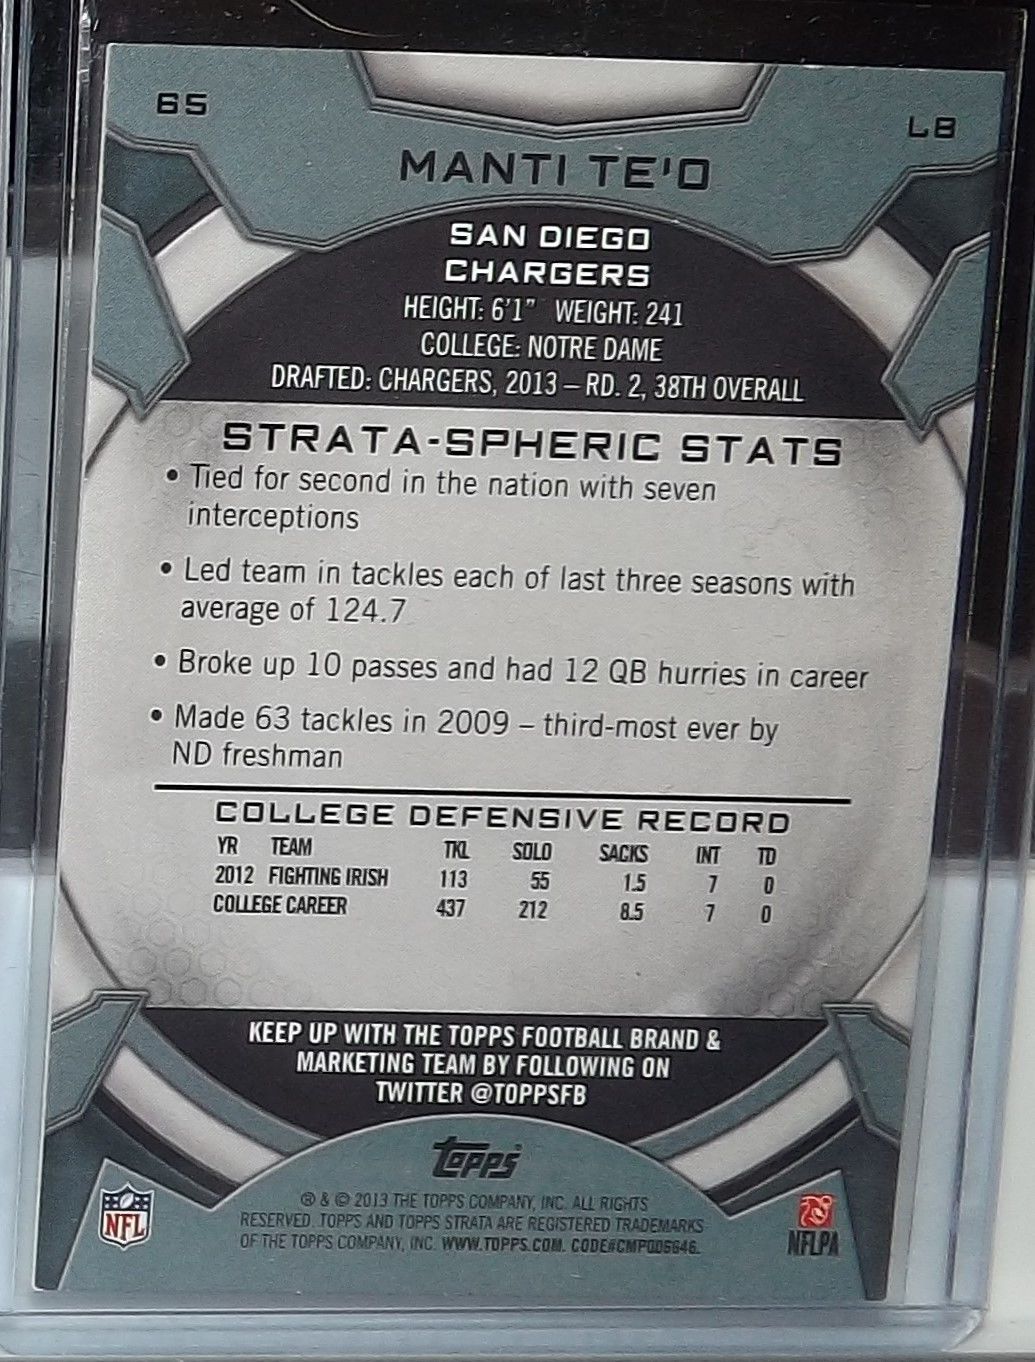 65
LB
MANTI TE'O
SAN DIEGO
CHARGERS
HEIGHT: 6'1" WEIGHT: 241
COLLEGE: NOTRE DAME
DRAFTED: CHARGERS, 2013 – RD. 2, 38TH OVERALL
STRATA-SPHERIC STATS
• Tied for second in the nation with seven
interceptions
• Led team in tackles each of last three seasons with
average of 124.7
• Broke up 10 passes and had 12 QB hurries in career
• Made 63 tackles in 2009 – third-most ever by
ND freshman
COLLEGE DEFENSIVE RECORD
YR TEAM TKL SOLO SACKS INT TD
2012 FIGHTING IRISH 113 55 1.5 7 0
COLLEGE CAREER 437 212 8.5 7 0
KEEP UP WITH THE TOPPS FOOTBALL BRAND &
MARKETING TEAM BY FOLLOWING ON
TWITTER @TOPPSFB
topps
® & © 2013 THE TOPPS COMPANY, INC. ALL RIGHTS
RESERVED. TOPPS AND TOPPS STRATA ARE REGISTERED TRADEMARKS
OF THE TOPPS COMPANY, INC. WWW.TOPPS.COM. CODE#CMP006646.
NFL
NFLPA